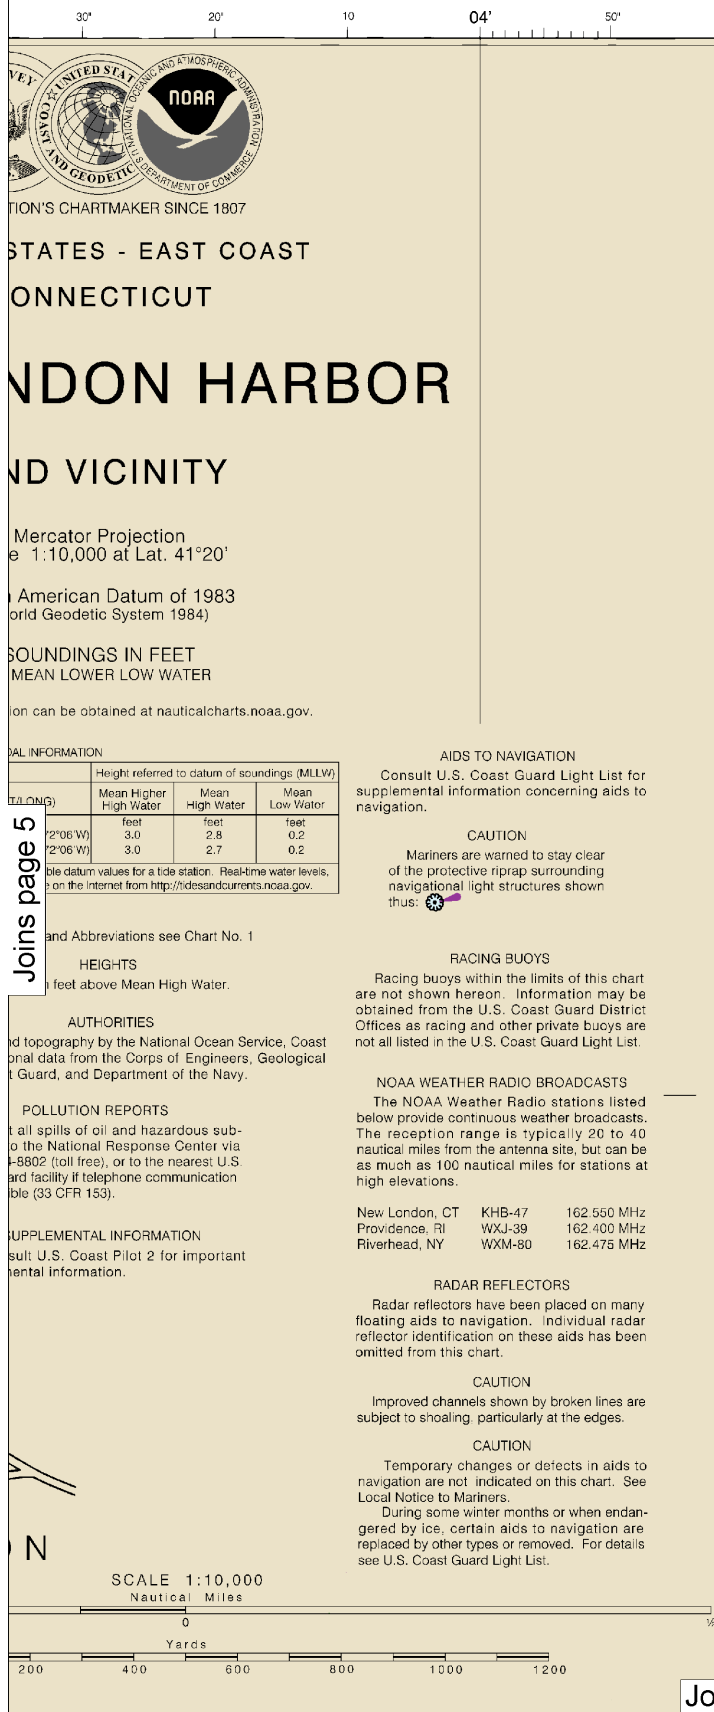 30"
20'
10
04'
50"
VEY
UNITED STAT
COAST AND GEODETIC
NATIONAL OCEANIC AND ATMOSPHERIC ADMINISTRATION
NOAA
U.S. DEPARTMENT OF COMMERCE
TION'S CHARTMAKER SINCE 1807
STATES - EAST COAST
ONNECTICUT
NDON HARBOR
ND VICINITY
Mercator Projection
e 1:10,000 at Lat. 41°20'
American Datum of 1983
orld Geodetic System 1984)
SOUNDINGS IN FEET
MEAN LOWER LOW WATER
ion can be obtained at nauticalcharts.noaa.gov.
DAL INFORMATION
Height referred to datum of soundings (MLLW)
T/LONG)
Mean Higher High Water
Mean High Water
Mean Low Water
feet feet feet
72°06'W) 3.0 2.8 0.2
72°06'W) 3.0 2.7 0.2
ble datum values for a tide station. Real-time water levels,
e on the Internet from http://tidesandcurrents.noaa.gov.
Joins page 5
and Abbreviations see Chart No. 1
HEIGHTS
n feet above Mean High Water.
AUTHORITIES
nd topography by the National Ocean Service, Coast
onal data from the Corps of Engineers, Geological
t Guard, and Department of the Navy.
POLLUTION REPORTS
t all spills of oil and hazardous sub-
o the National Response Center via
-8802 (toll free), or to the nearest U.S.
ard facility if telephone communication
ible (33 CFR 153).
SUPPLEMENTAL INFORMATION
sult U.S. Coast Pilot 2 for important
ental information.
AIDS TO NAVIGATION
Consult U.S. Coast Guard Light List for
supplemental information concerning aids to
navigation.
CAUTION
Mariners are warned to stay clear
of the protective riprap surrounding
navigational light structures shown
thus:
RACING BUOYS
Racing buoys within the limits of this chart
are not shown hereon. Information may be
obtained from the U.S. Coast Guard District
Offices as racing and other private buoys are
not all listed in the U.S. Coast Guard Light List.
NOAA WEATHER RADIO BROADCASTS
The NOAA Weather Radio stations listed
below provide continuous weather broadcasts.
The reception range is typically 20 to 40
nautical miles from the antenna site, but can be
as much as 100 nautical miles for stations at
high elevations.
New London, CT KHB-47 162.550 MHz
Providence, RI WXJ-39 162.400 MHz
Riverhead, NY WXM-80 162.475 MHz
RADAR REFLECTORS
Radar reflectors have been placed on many
floating aids to navigation. Individual radar
reflector identification on these aids has been
omitted from this chart.
CAUTION
Improved channels shown by broken lines are
subject to shoaling, particularly at the edges.
CAUTION
Temporary changes or defects in aids to
navigation are not indicated on this chart. See
Local Notice to Mariners.
During some winter months or when endan-
gered by ice, certain aids to navigation are
replaced by other types or removed. For details
see U.S. Coast Guard Light List.
O N
SCALE 1:10,000
Nautical Miles
0
Yards
200 400 600 800 1000 1200
Jo